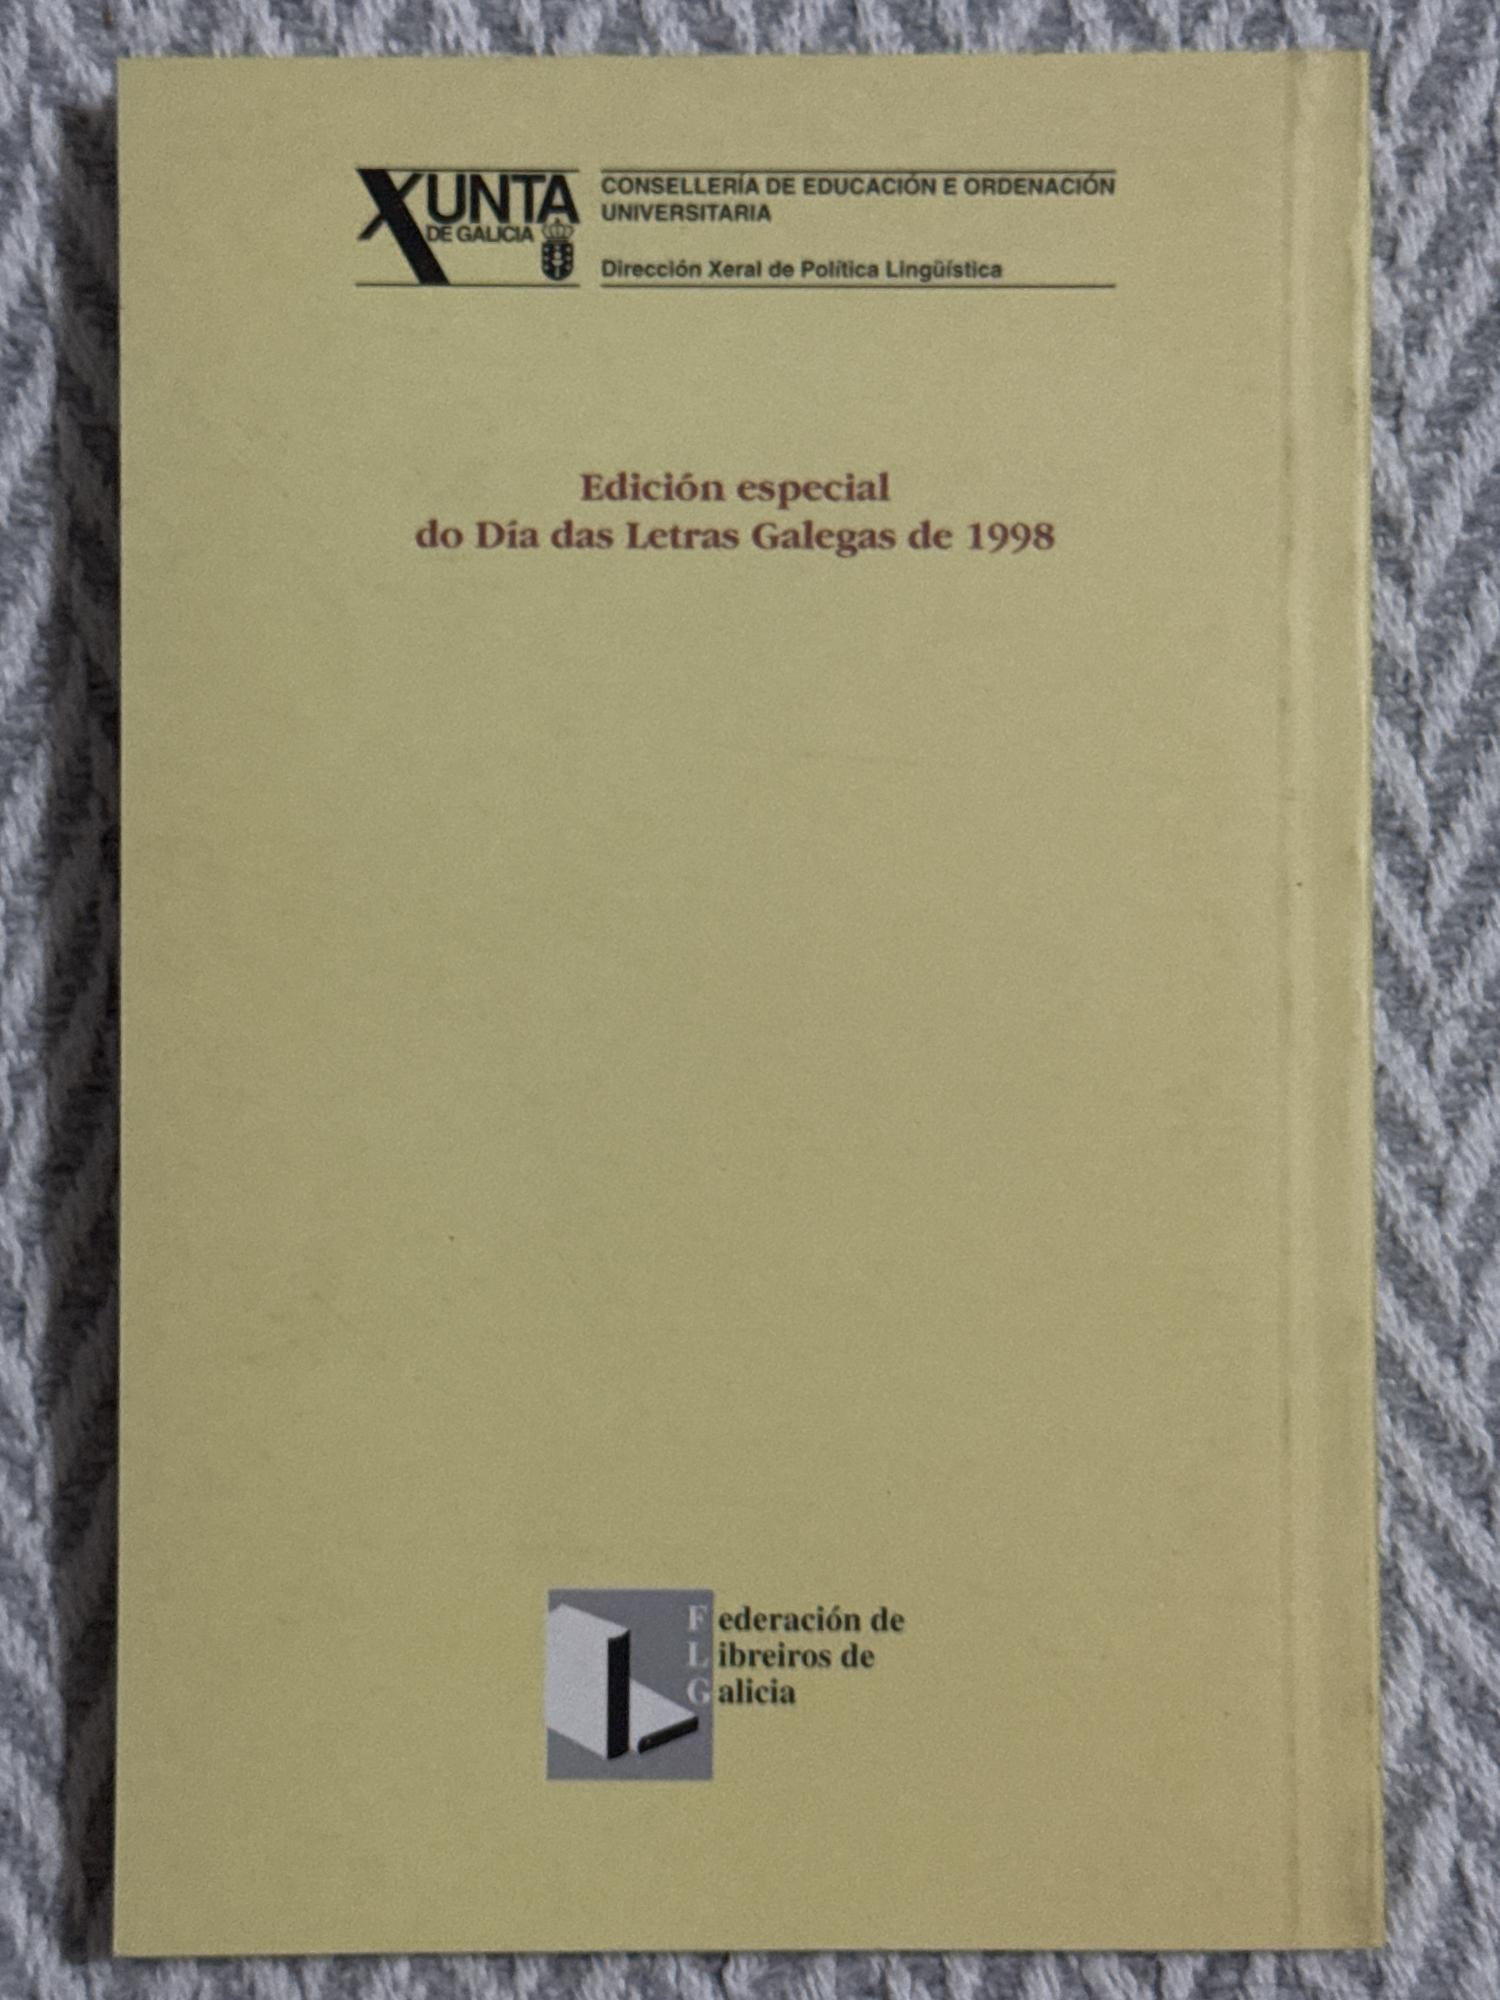 XUNTA
DE GALICIA
CONSELLERÍA DE EDUCACIÓN E ORDENACIÓN
UNIVERSITARIA
Dirección Xeral de Política Lingüística
Edición especial
do Día das Letras Galegas de 1998
Federación de
Libreiros de
Galicia